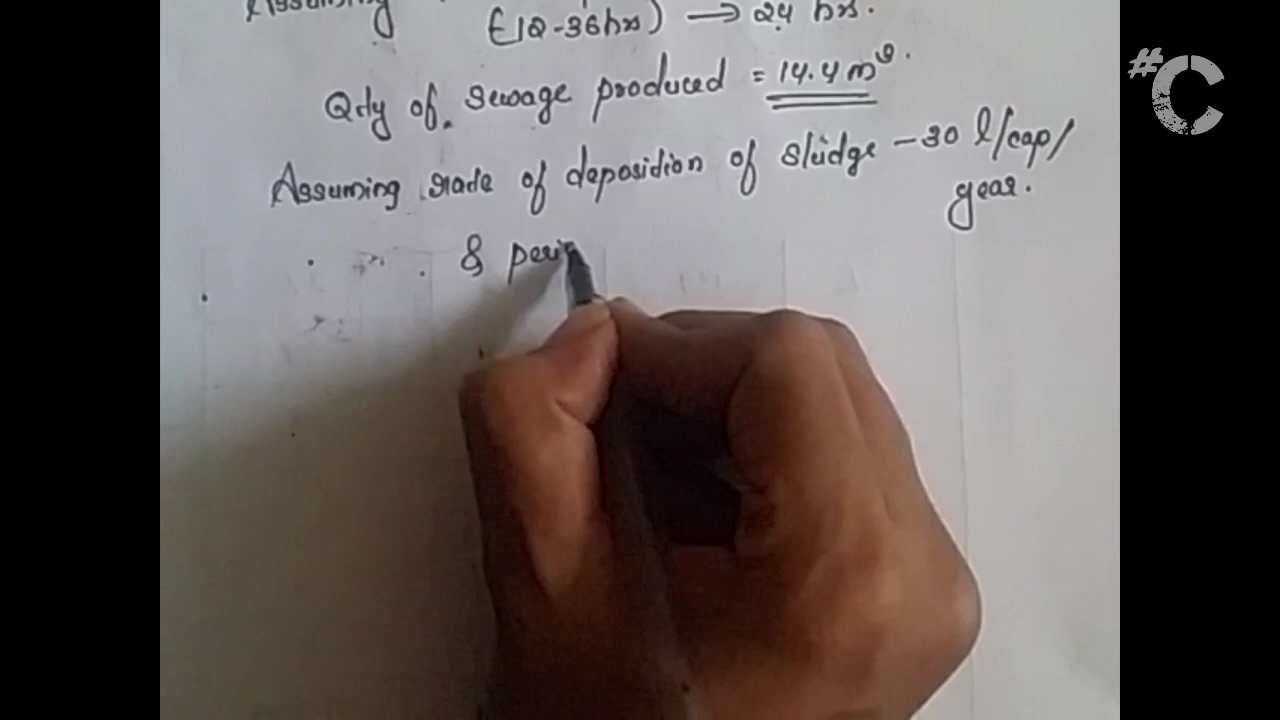 Assuming
(12-36hrs) → 24 hrs.
Qty of sewage produced = 14.4 m³.
Assuming rate of deposition of sludge - 30 l/cap/
year.
& peri
#C